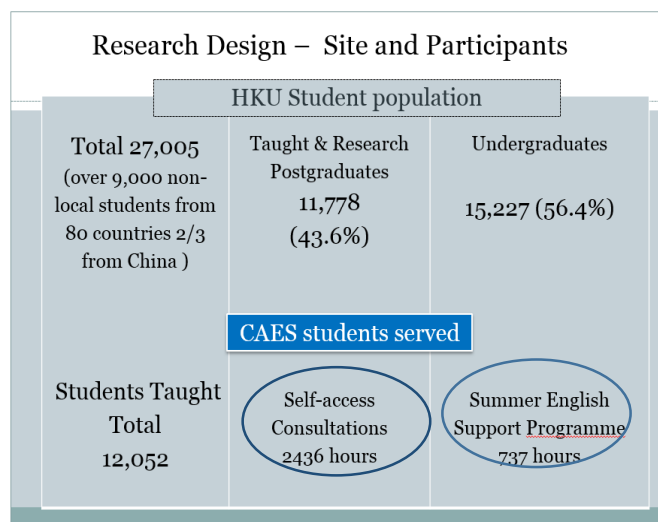 Research Design – Site and Participants
HKU Student population
Total 27,005
(over 9,000 non-
local students from
80 countries 2/3
from China )
Taught & Research
Postgraduates
11,778
(43.6%)
Undergraduates
15,227 (56.4%)
CAES students served
Students Taught
Total
12,052
Self-access
Consultations
2436 hours
Summer English
Support Programme
737 hours